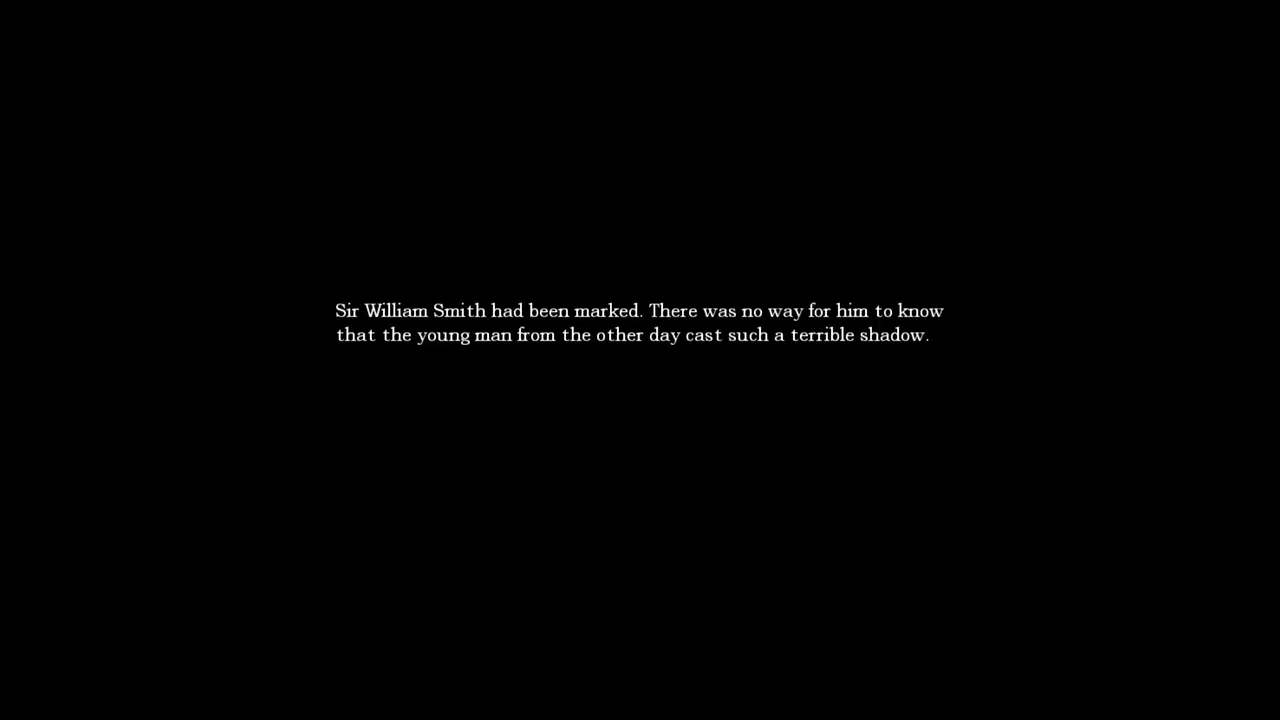 Sir William Smith had been marked. There was no way for him to know
that the young man from the other day cast such a terrible shadow.